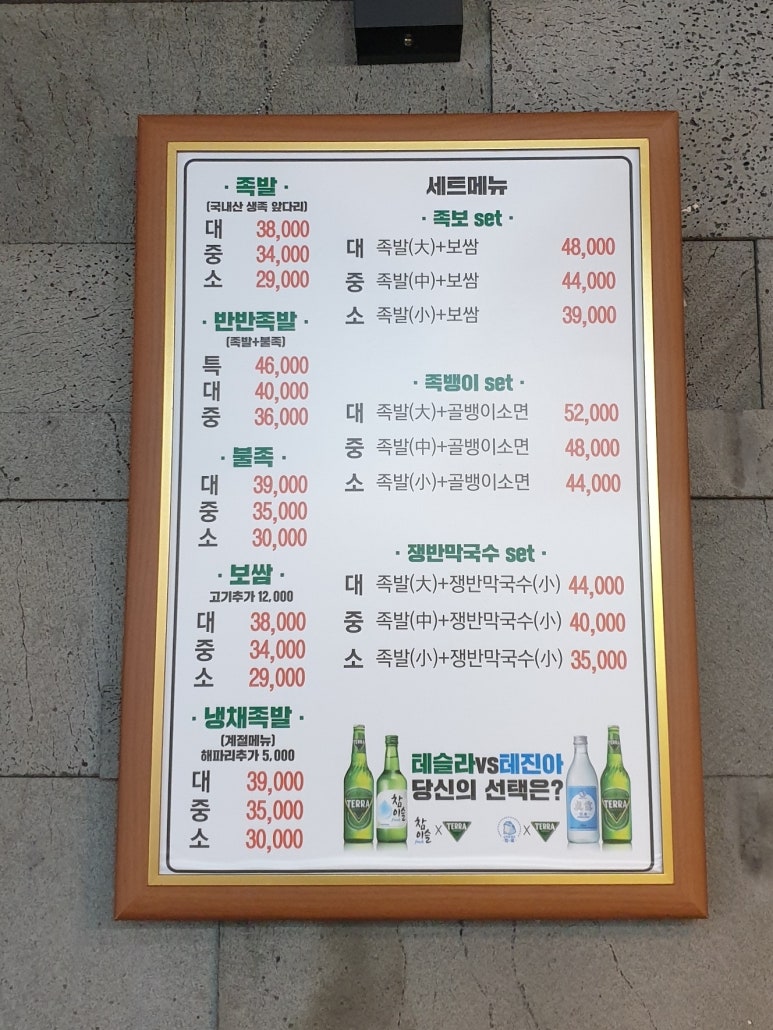 · 족발 ·
(국내산 생족 앞다리)
대 38,000
중 34,000
소 29,000
· 반반족발 ·
(족발+불족)
특 46,000
대 40,000
중 36,000
· 불족 ·
대 39,000
중 35,000
소 30,000
· 보쌈 ·
고기추가 12,000
대 38,000
중 34,000
소 29,000
· 냉채족발 ·
(계절메뉴)
해파리추가 5,000
대 39,000
중 35,000
소 30,000
세트메뉴
· 족보 set ·
대 족발(大)+보쌈 48,000
중 족발(中)+보쌈 44,000
소 족발(小)+보쌈 39,000
· 족뱅이 set ·
대 족발(大)+골뱅이소면 52,000
중 족발(中)+골뱅이소면 48,000
소 족발(小)+골뱅이소면 44,000
· 쟁반막국수 set ·
대 족발(大)+쟁반막국수(小) 44,000
중 족발(中)+쟁반막국수(小) 40,000
소 족발(小)+쟁반막국수(小) 35,000
테슬라vs테진아
당신의 선택은?
TERRA
참이슬
fresh
眞露
TERRA
참이슬
fresh
X TERRA
X TERRA